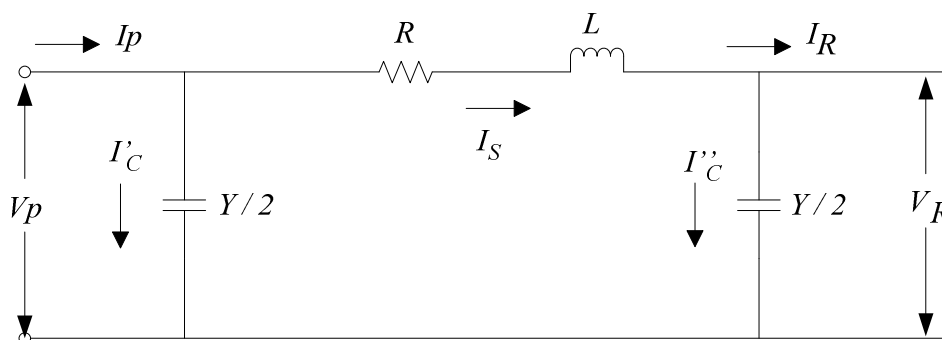 Ip
R
L
I_R
I'_C
I_S
I''_C
Vp
Y/2
Y/2
V_R